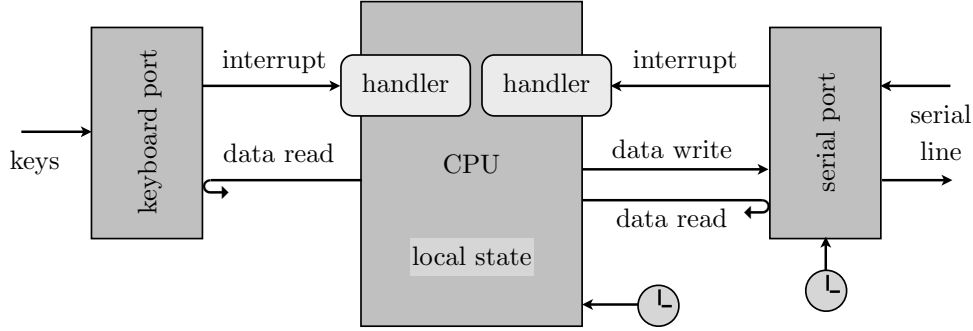 keys
keyboard port
interrupt
data read
handler
handler
CPU
local state
interrupt
data write
data read
serial port
serial
line